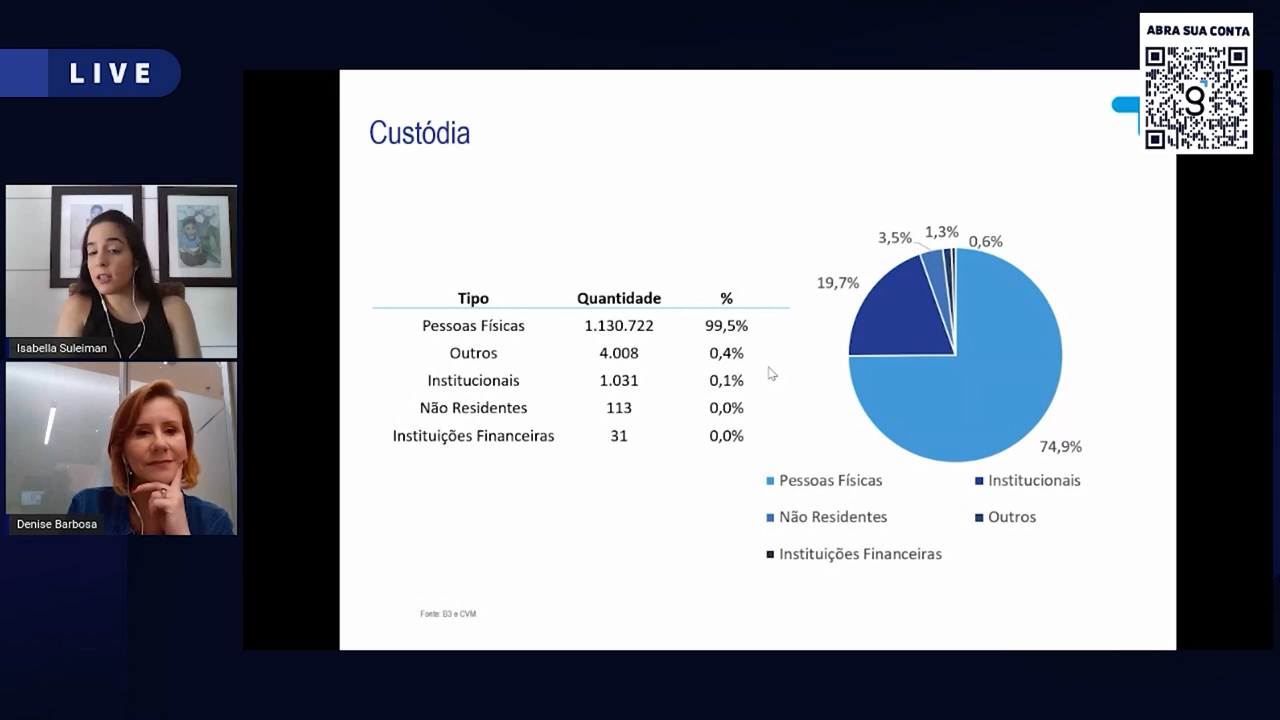 LIVE
ABRA SUA CONTA
Custódia
Isabella Suleiman
Denise Barbosa
Tipo Quantidade %
Pessoas Físicas 1.130.722 99,5%
Outros 4.008 0,4%
Institucionais 1.031 0,1%
Não Residentes 113 0,0%
Instituições Financeiras 31 0,0%
3,5% 1,3% 0,6%
19,7%
74,9%
Pessoas Físicas Institucionais
Não Residentes Outros
Instituições Financeiras
Fonte: B3 e CVM